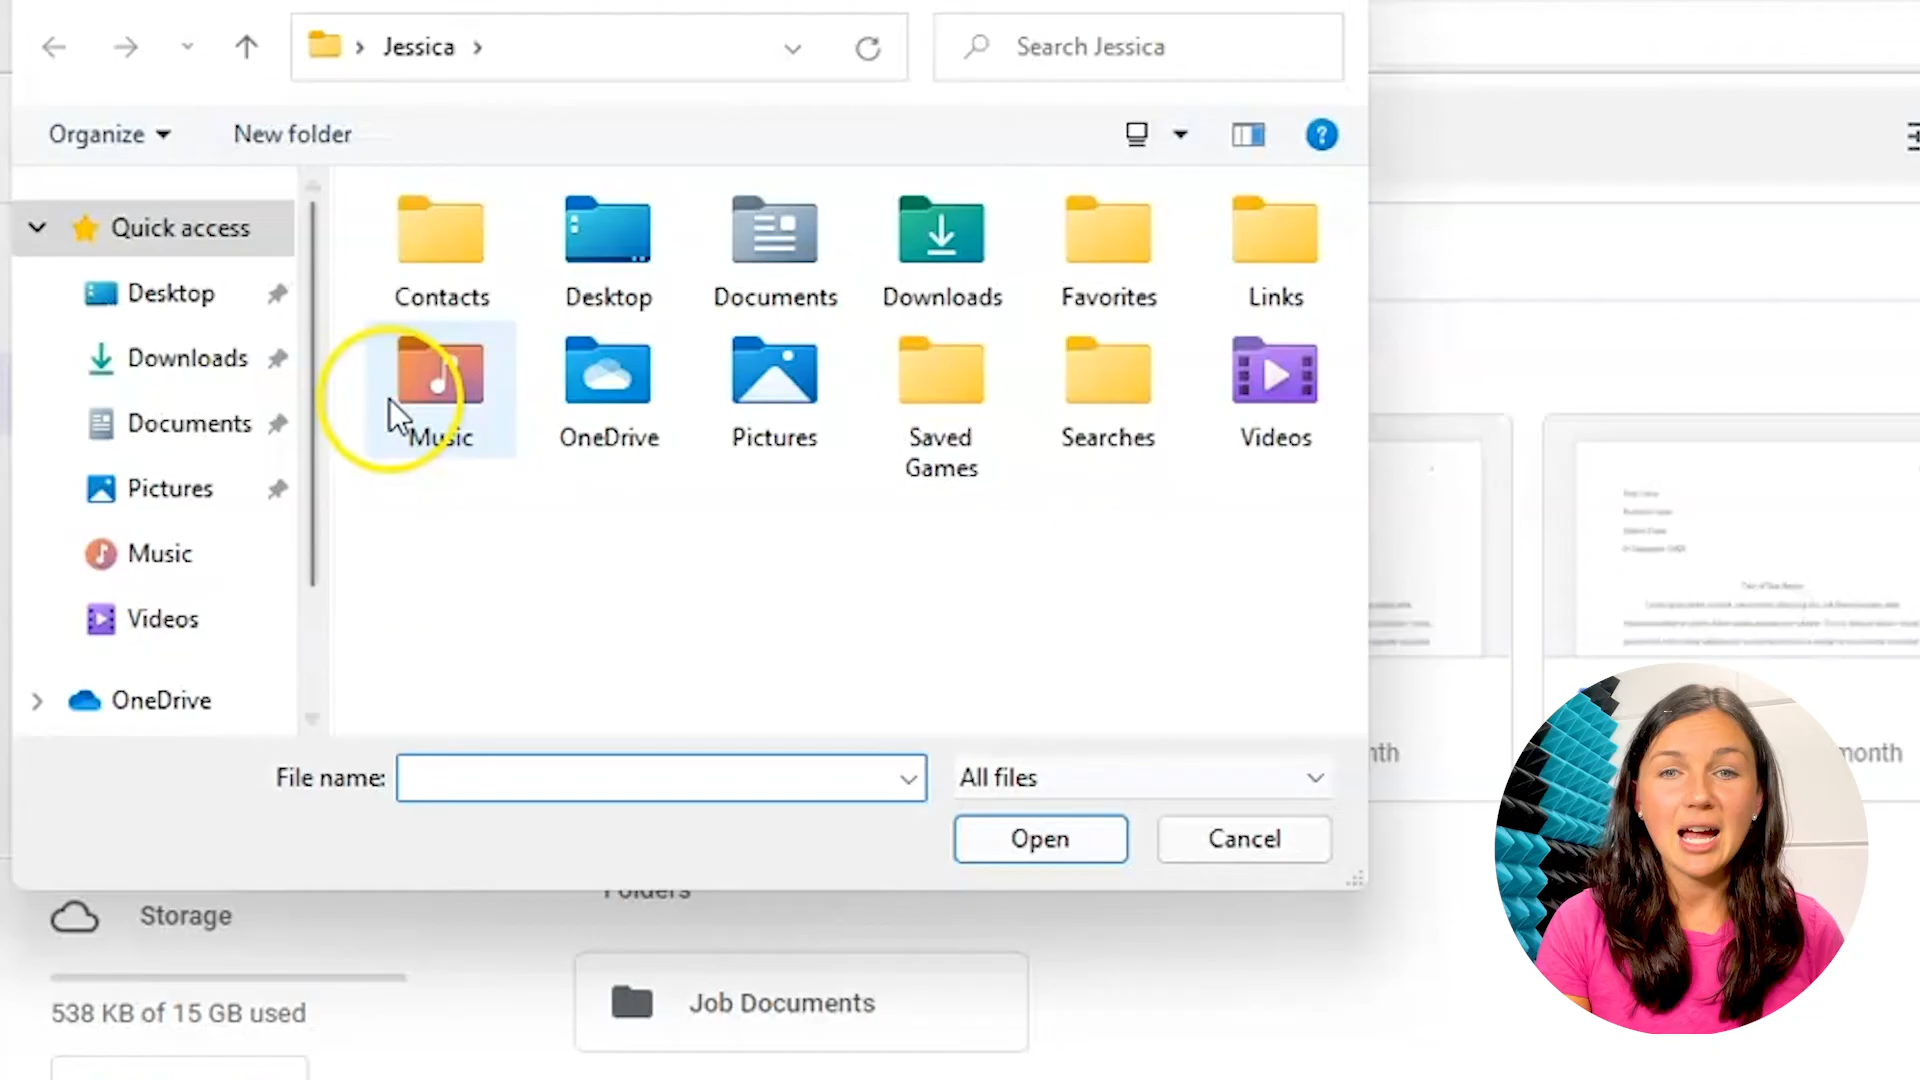 Jessica
Search Jessica
Organize
New folder
Quick access
Desktop
Downloads
Documents
Pictures
Music
Videos
OneDrive
Contacts
Desktop
Documents
Downloads
Favorites
Links
Music
OneDrive
Pictures
Saved
Games
Searches
Videos
File name:
All files
Open
Cancel
Folders
Storage
538 KB of 15 GB used
Job Documents
month